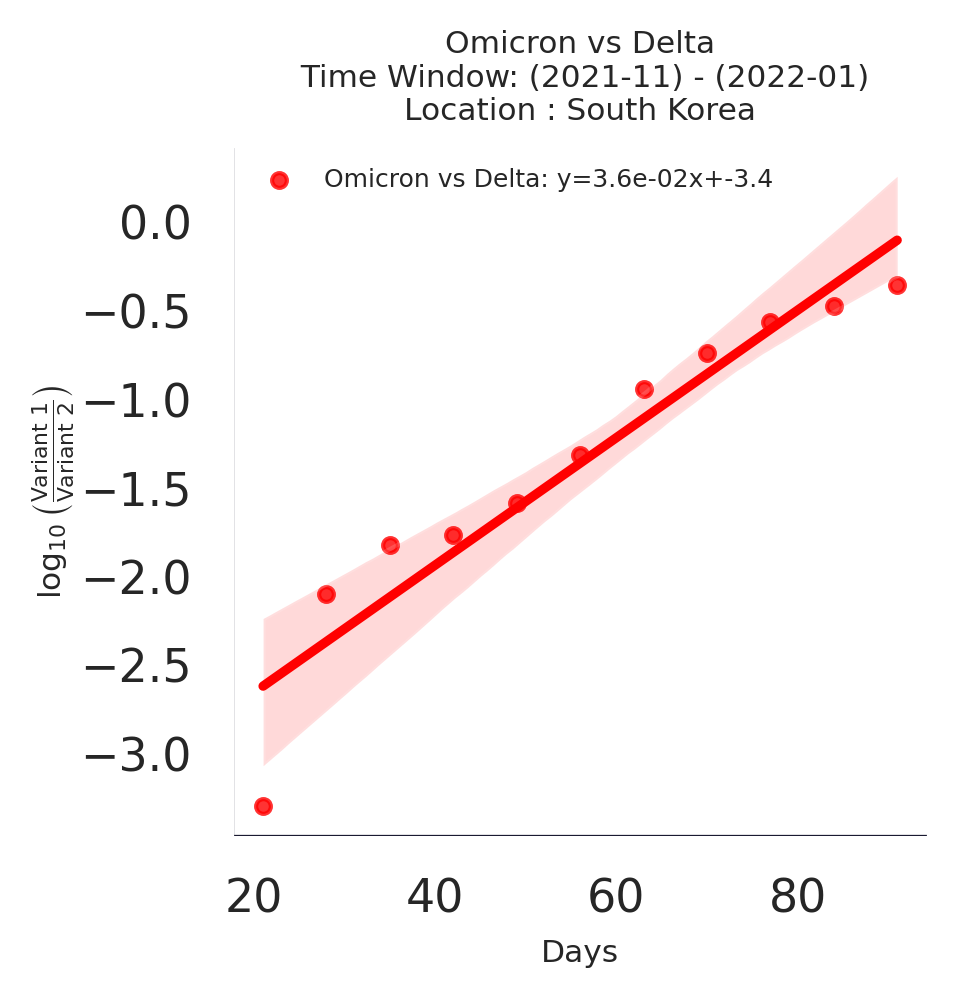 Omicron vs Delta
Time Window: (2021-11) - (2022-01)
Location : South Korea
Omicron vs Delta: y=3.6e-02x+-3.4
0.0
−0.5
−1.0
−1.5
−2.0
−2.5
−3.0
log10 (Variant 1 / Variant 2)
20 40 60 80
Days